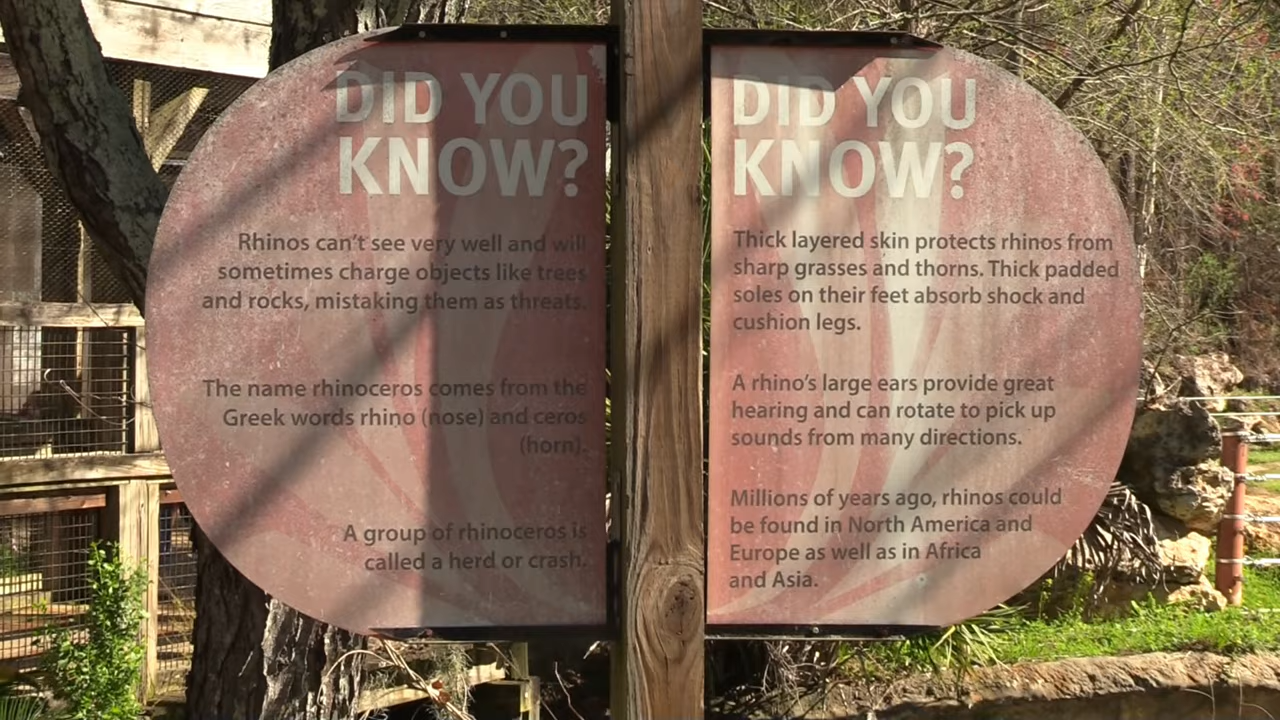 DID YOU
KNOW?
Rhinos can't see very well and will
sometimes charge objects like trees
and rocks, mistaking them as threats.
The name rhinoceros comes from the
Greek words rhino (nose) and ceros
(horn).
A group of rhinoceros is
called a herd or crash.
DID YOU
KNOW?
Thick layered skin protects rhinos from
sharp grasses and thorns. Thick padded
soles on their feet absorb shock and
cushion legs.
A rhino's large ears provide great
hearing and can rotate to pick up
sounds from many directions.
Millions of years ago, rhinos could
be found in North America and
Europe as well as in Africa
and Asia.